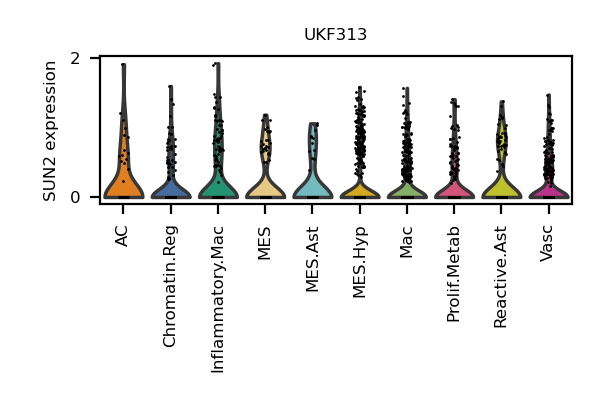 UKF313
SUN2 expression
2
0
AC
Chromatin.Reg
Inflammatory.Mac
MES
MES.Ast
MES.Hyp
Mac
Prolif.Metab
Reactive.Ast
Vasc